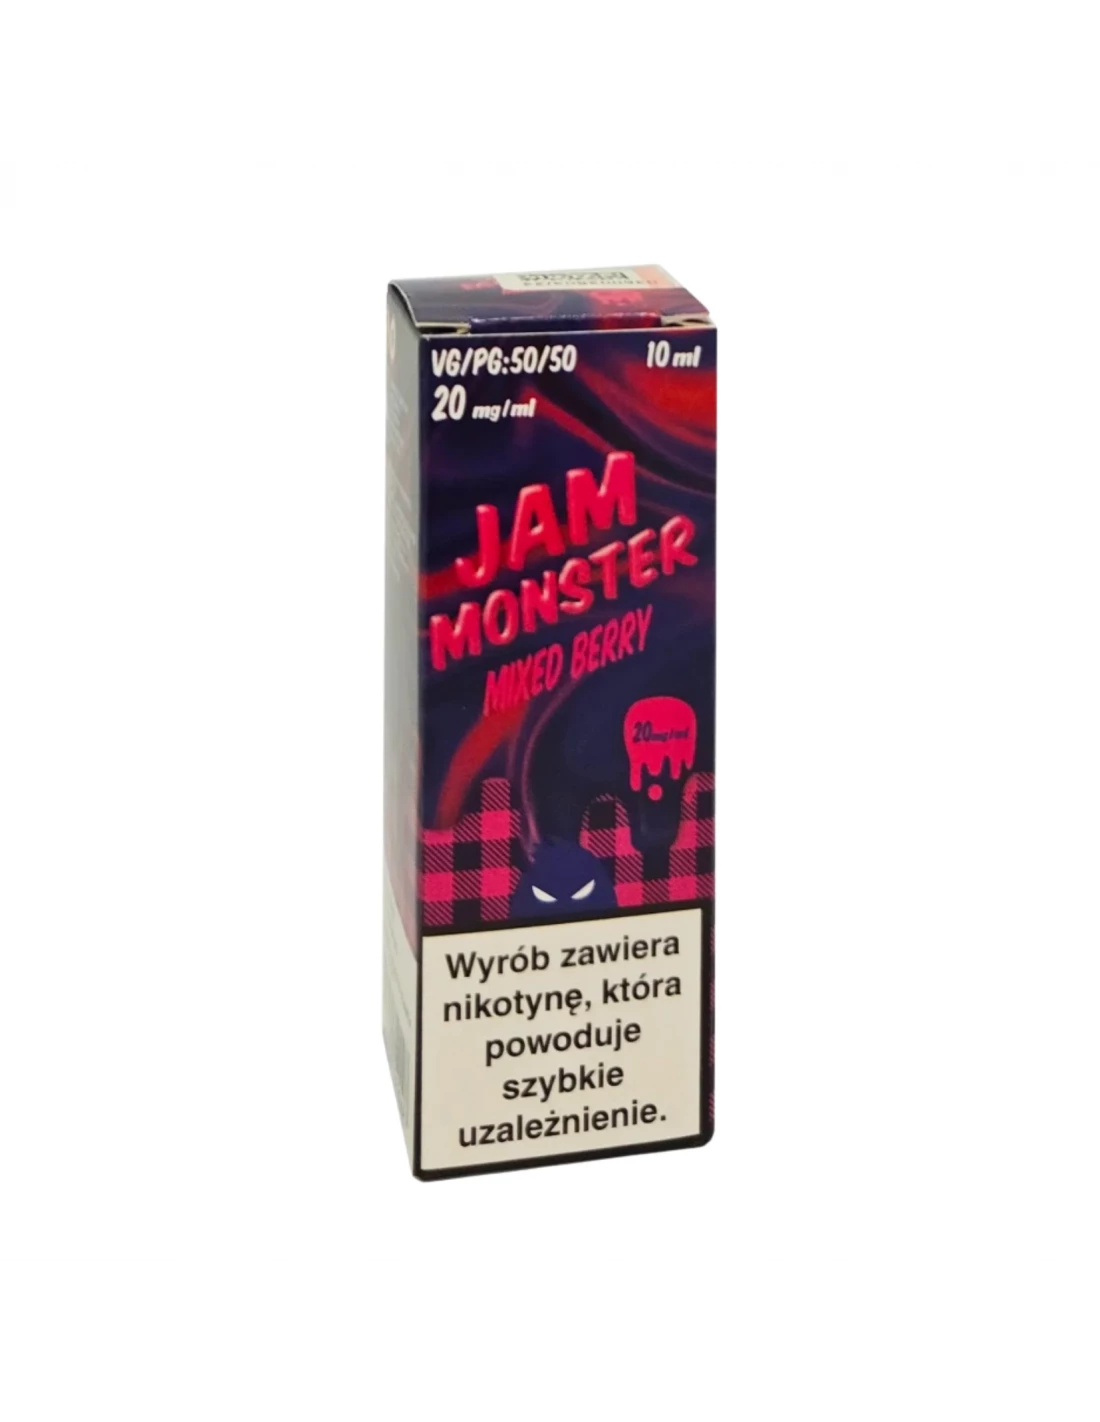 VG/PG:50/50 10 ml
20 mg/ml
JAM
MONSTER
MIXED BERRY
20mg/ml
Wyrób zawiera
nikotynę, która
powoduje
szybkie
uzależnienie.